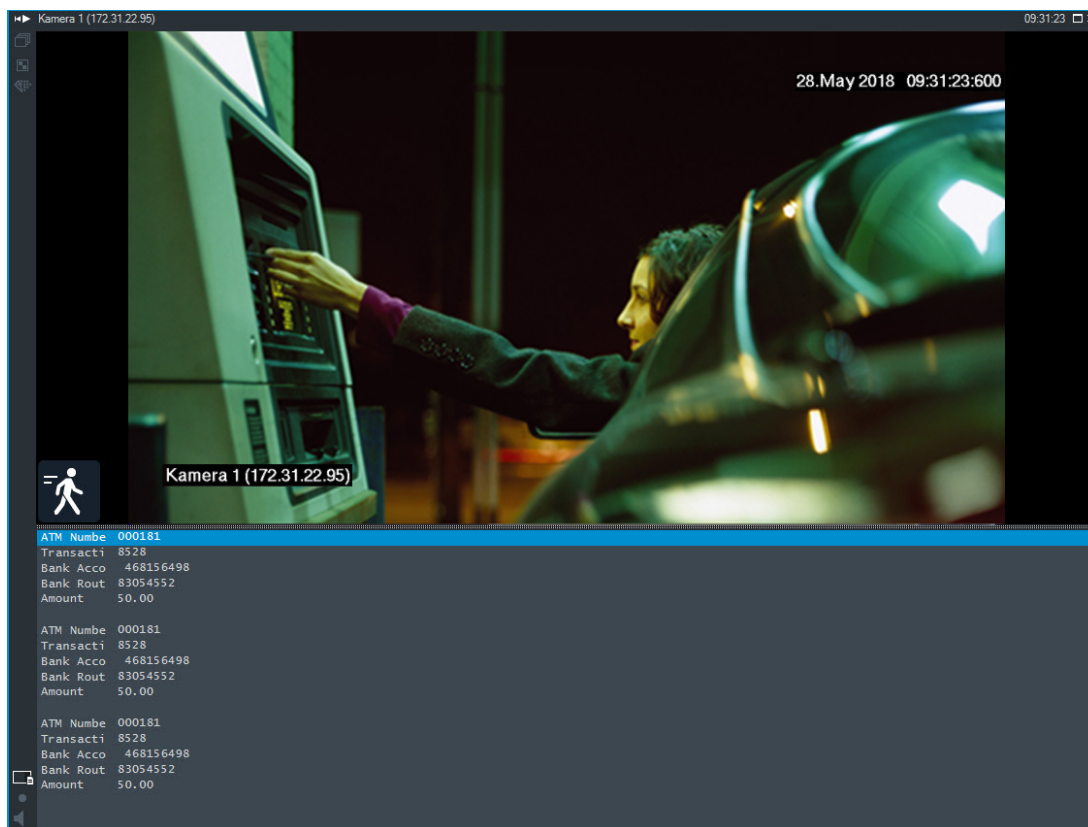 Kamera 1 (172.31.22.95) 09:31:23
28.May 2018 09:31:23:600
Kamera 1 (172.31.22.95)
ATM Numbe 000181
Transacti 8528
Bank Acco 468156498
Bank Rout 83054552
Amount 50.00
ATM Numbe 000181
Transacti 8528
Bank Acco 468156498
Bank Rout 83054552
Amount 50.00
ATM Numbe 000181
Transacti 8528
Bank Acco 468156498
Bank Rout 83054552
Amount 50.00